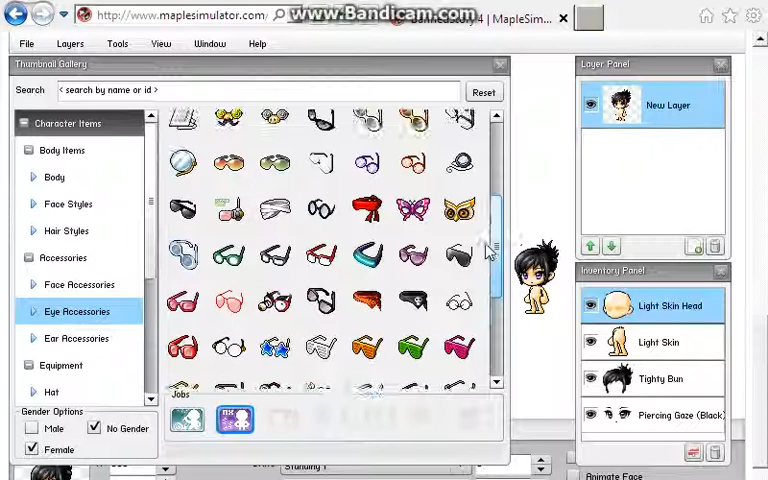 http://www.maplesimulator.com/
www.Bandicam.com
4 | MapleSim...
File Layers Tools View Window Help
Thumbnail Gallery
Search < search by name or id > Reset
Character Items
Body Items
Body
Face Styles
Hair Styles
Accessories
Face Accessories
Eye Accessories
Ear Accessories
Equipment
Hat
Gender Options
Male No Gender
Female
Jobs
NX
Layer Panel
New Layer
Inventory Panel
Light Skin Head
Light Skin
Tighty Bun
Piercing Gaze (Black)
Standing 1
Animate Face